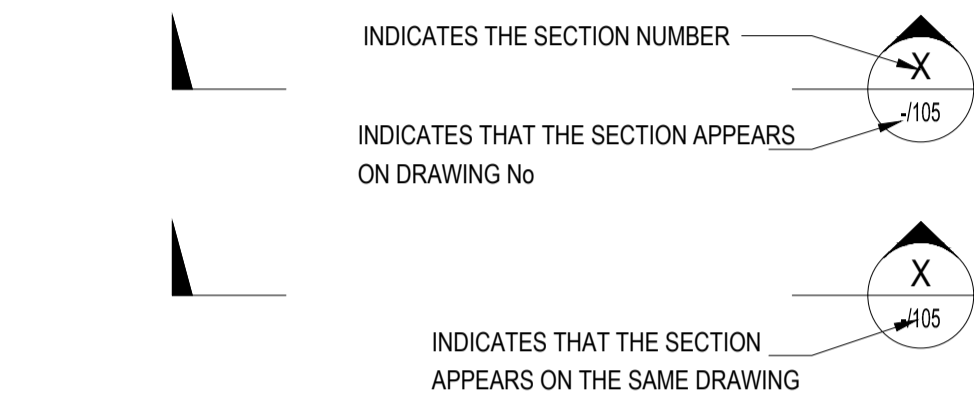 INDICATES THE SECTION NUMBER
X
-/105
INDICATES THAT THE SECTION APPEARS
ON DRAWING No
X
-/105
INDICATES THAT THE SECTION
APPEARS ON THE SAME DRAWING